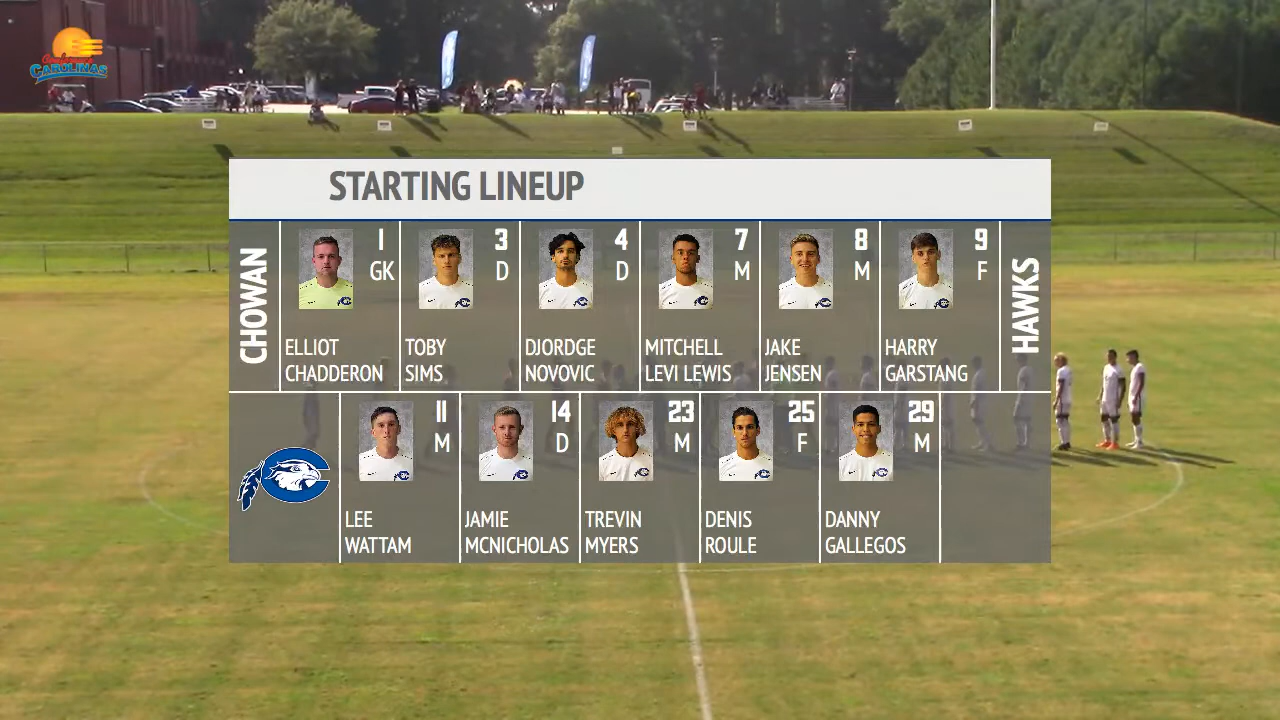 Conference
CAROLINAS
STARTING LINEUP
CHOWAN
1
GK
ELLIOT
CHADDERON
3
D
TOBY
SIMS
4
D
DJORDGE
NOVOVIC
7
M
MITCHELL
LEVI LEWIS
8
M
JAKE
JENSEN
9
F
HARRY
GARSTANG
HAWKS
11
M
LEE
WATTAM
14
D
JAMIE
MCNICHOLAS
23
M
TREVIN
MYERS
25
F
DENIS
ROULE
29
M
DANNY
GALLEGOS